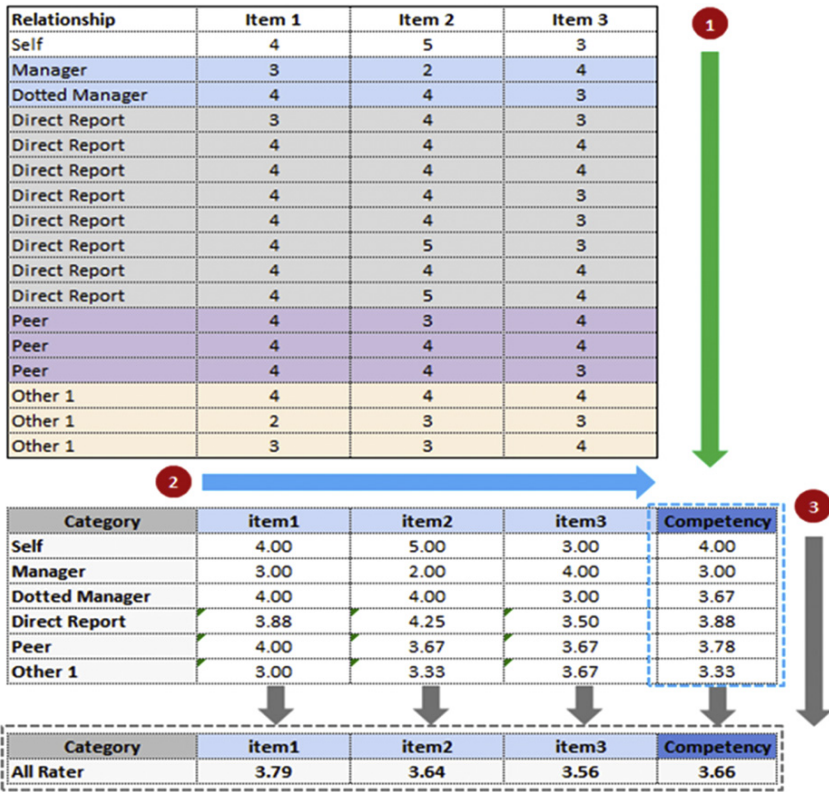 Relationship Item 1 Item 2 Item 3
Self 4 5 3
Manager 3 2 4
Dotted Manager 4 4 3
Direct Report 3 4 3
Direct Report 4 4 4
Direct Report 4 4 4
Direct Report 4 4 3
Direct Report 4 4 3
Direct Report 4 5 3
Direct Report 4 4 4
Direct Report 4 5 4
Peer 4 3 4
Peer 4 4 4
Peer 4 4 3
Other 1 4 4 4
Other 1 2 3 3
Other 1 3 3 4
1
2
3
Category item1 item2 item3 Competency
Self 4.00 5.00 3.00 4.00
Manager 3.00 2.00 4.00 3.00
Dotted Manager 4.00 4.00 3.00 3.67
Direct Report 3.88 4.25 3.50 3.88
Peer 4.00 3.67 3.67 3.78
Other 1 3.00 3.33 3.67 3.33
Category item1 item2 item3 Competency
All Rater 3.79 3.64 3.56 3.66